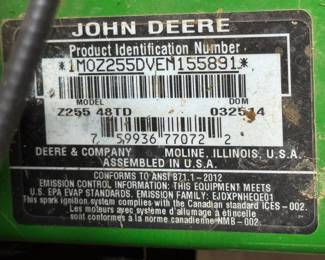 JOHN DEERE
Product Identification Number
*1M0Z255DVEM155891*
MODEL DOM
Z255 48TD 032514
7 59936 77072 2
DEERE & COMPANY MOLINE, ILLINOIS, U.S.A.
ASSEMBLED IN U.S.A.
CONFORMS TO ANSI B71.1-2012
EMISSION CONTROL INFORMATION: THIS EQUIPMENT MEETS
U.S. EPA EVAP STANDARDS. EMISSION FAMILY: EJDXPNHEQE01
This spark ignition system complies with the Canadian standard ICES-002.
Les moteurs avec système d'allumage à étincelle
sont conformes à la norme canadienne NMB-002.